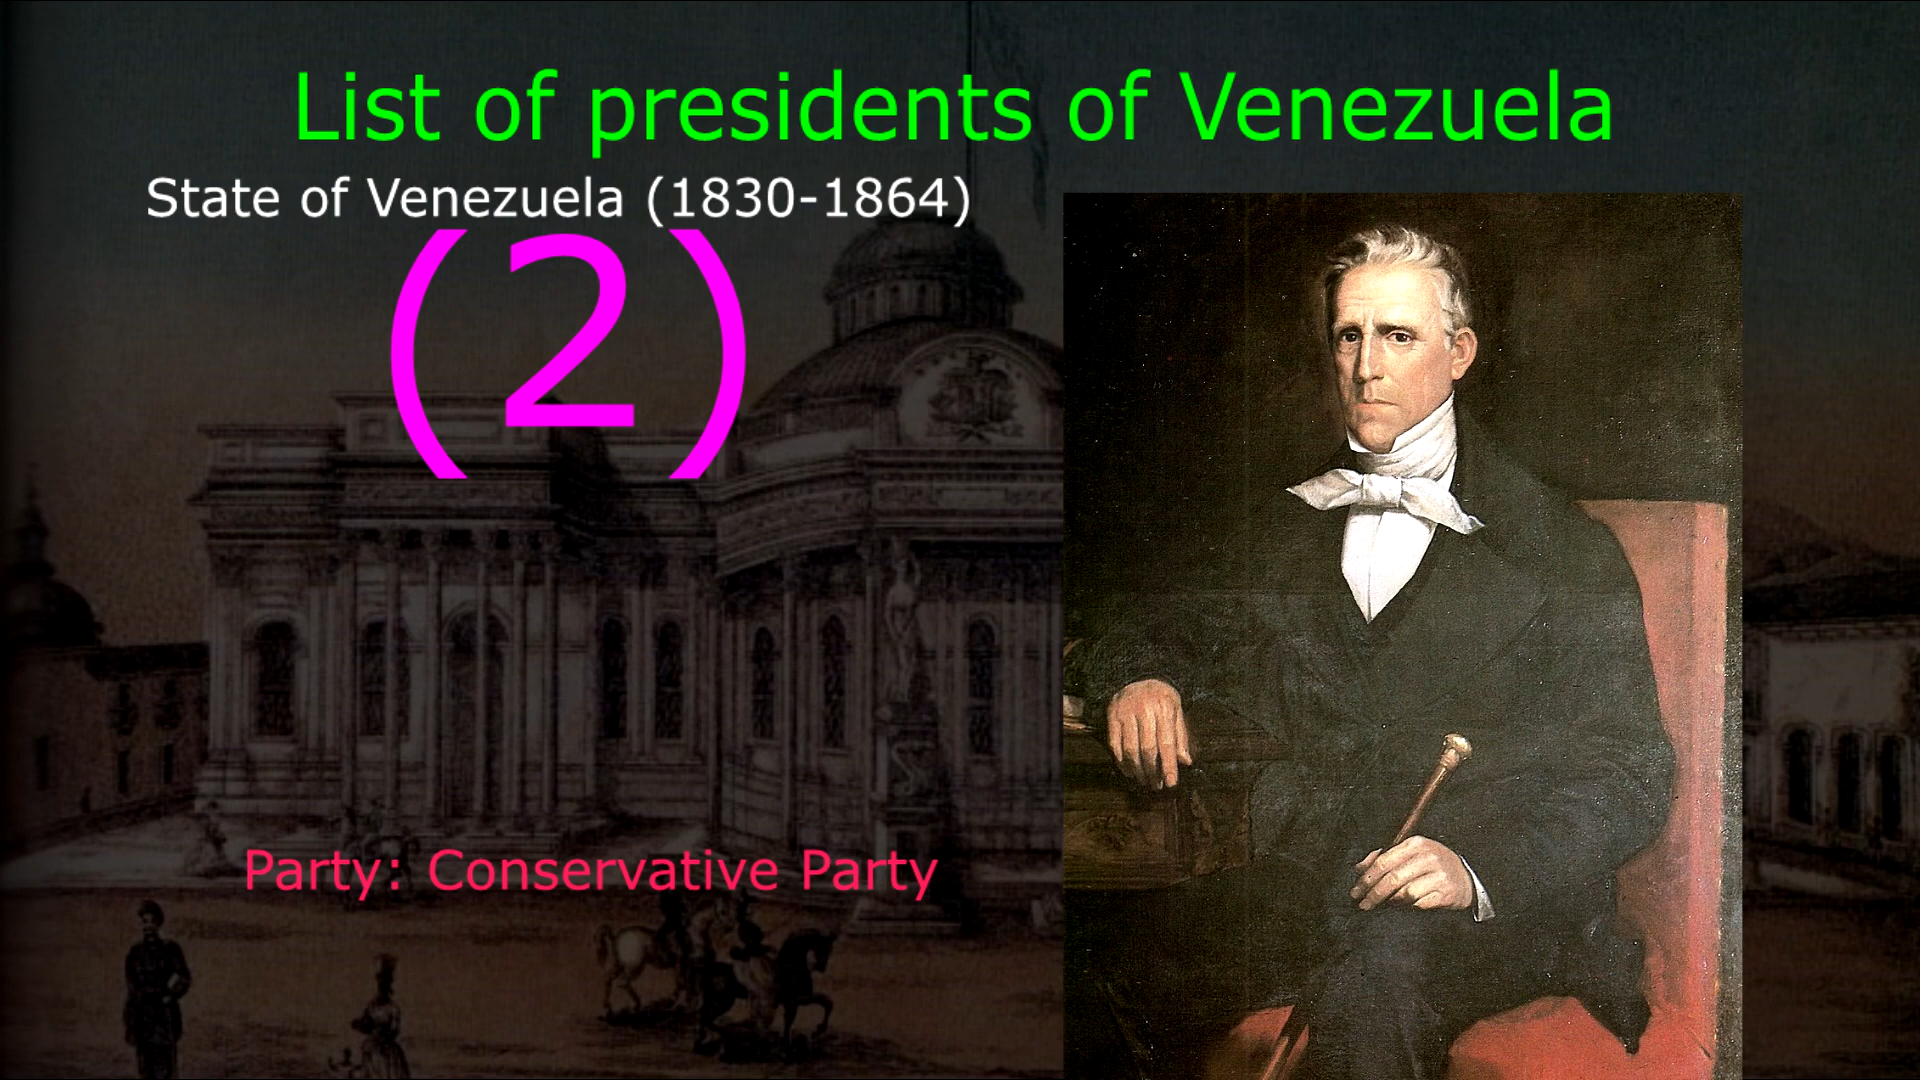 List of presidents of Venezuela
State of Venezuela (1830-1864)
(2)
Party: Conservative Party